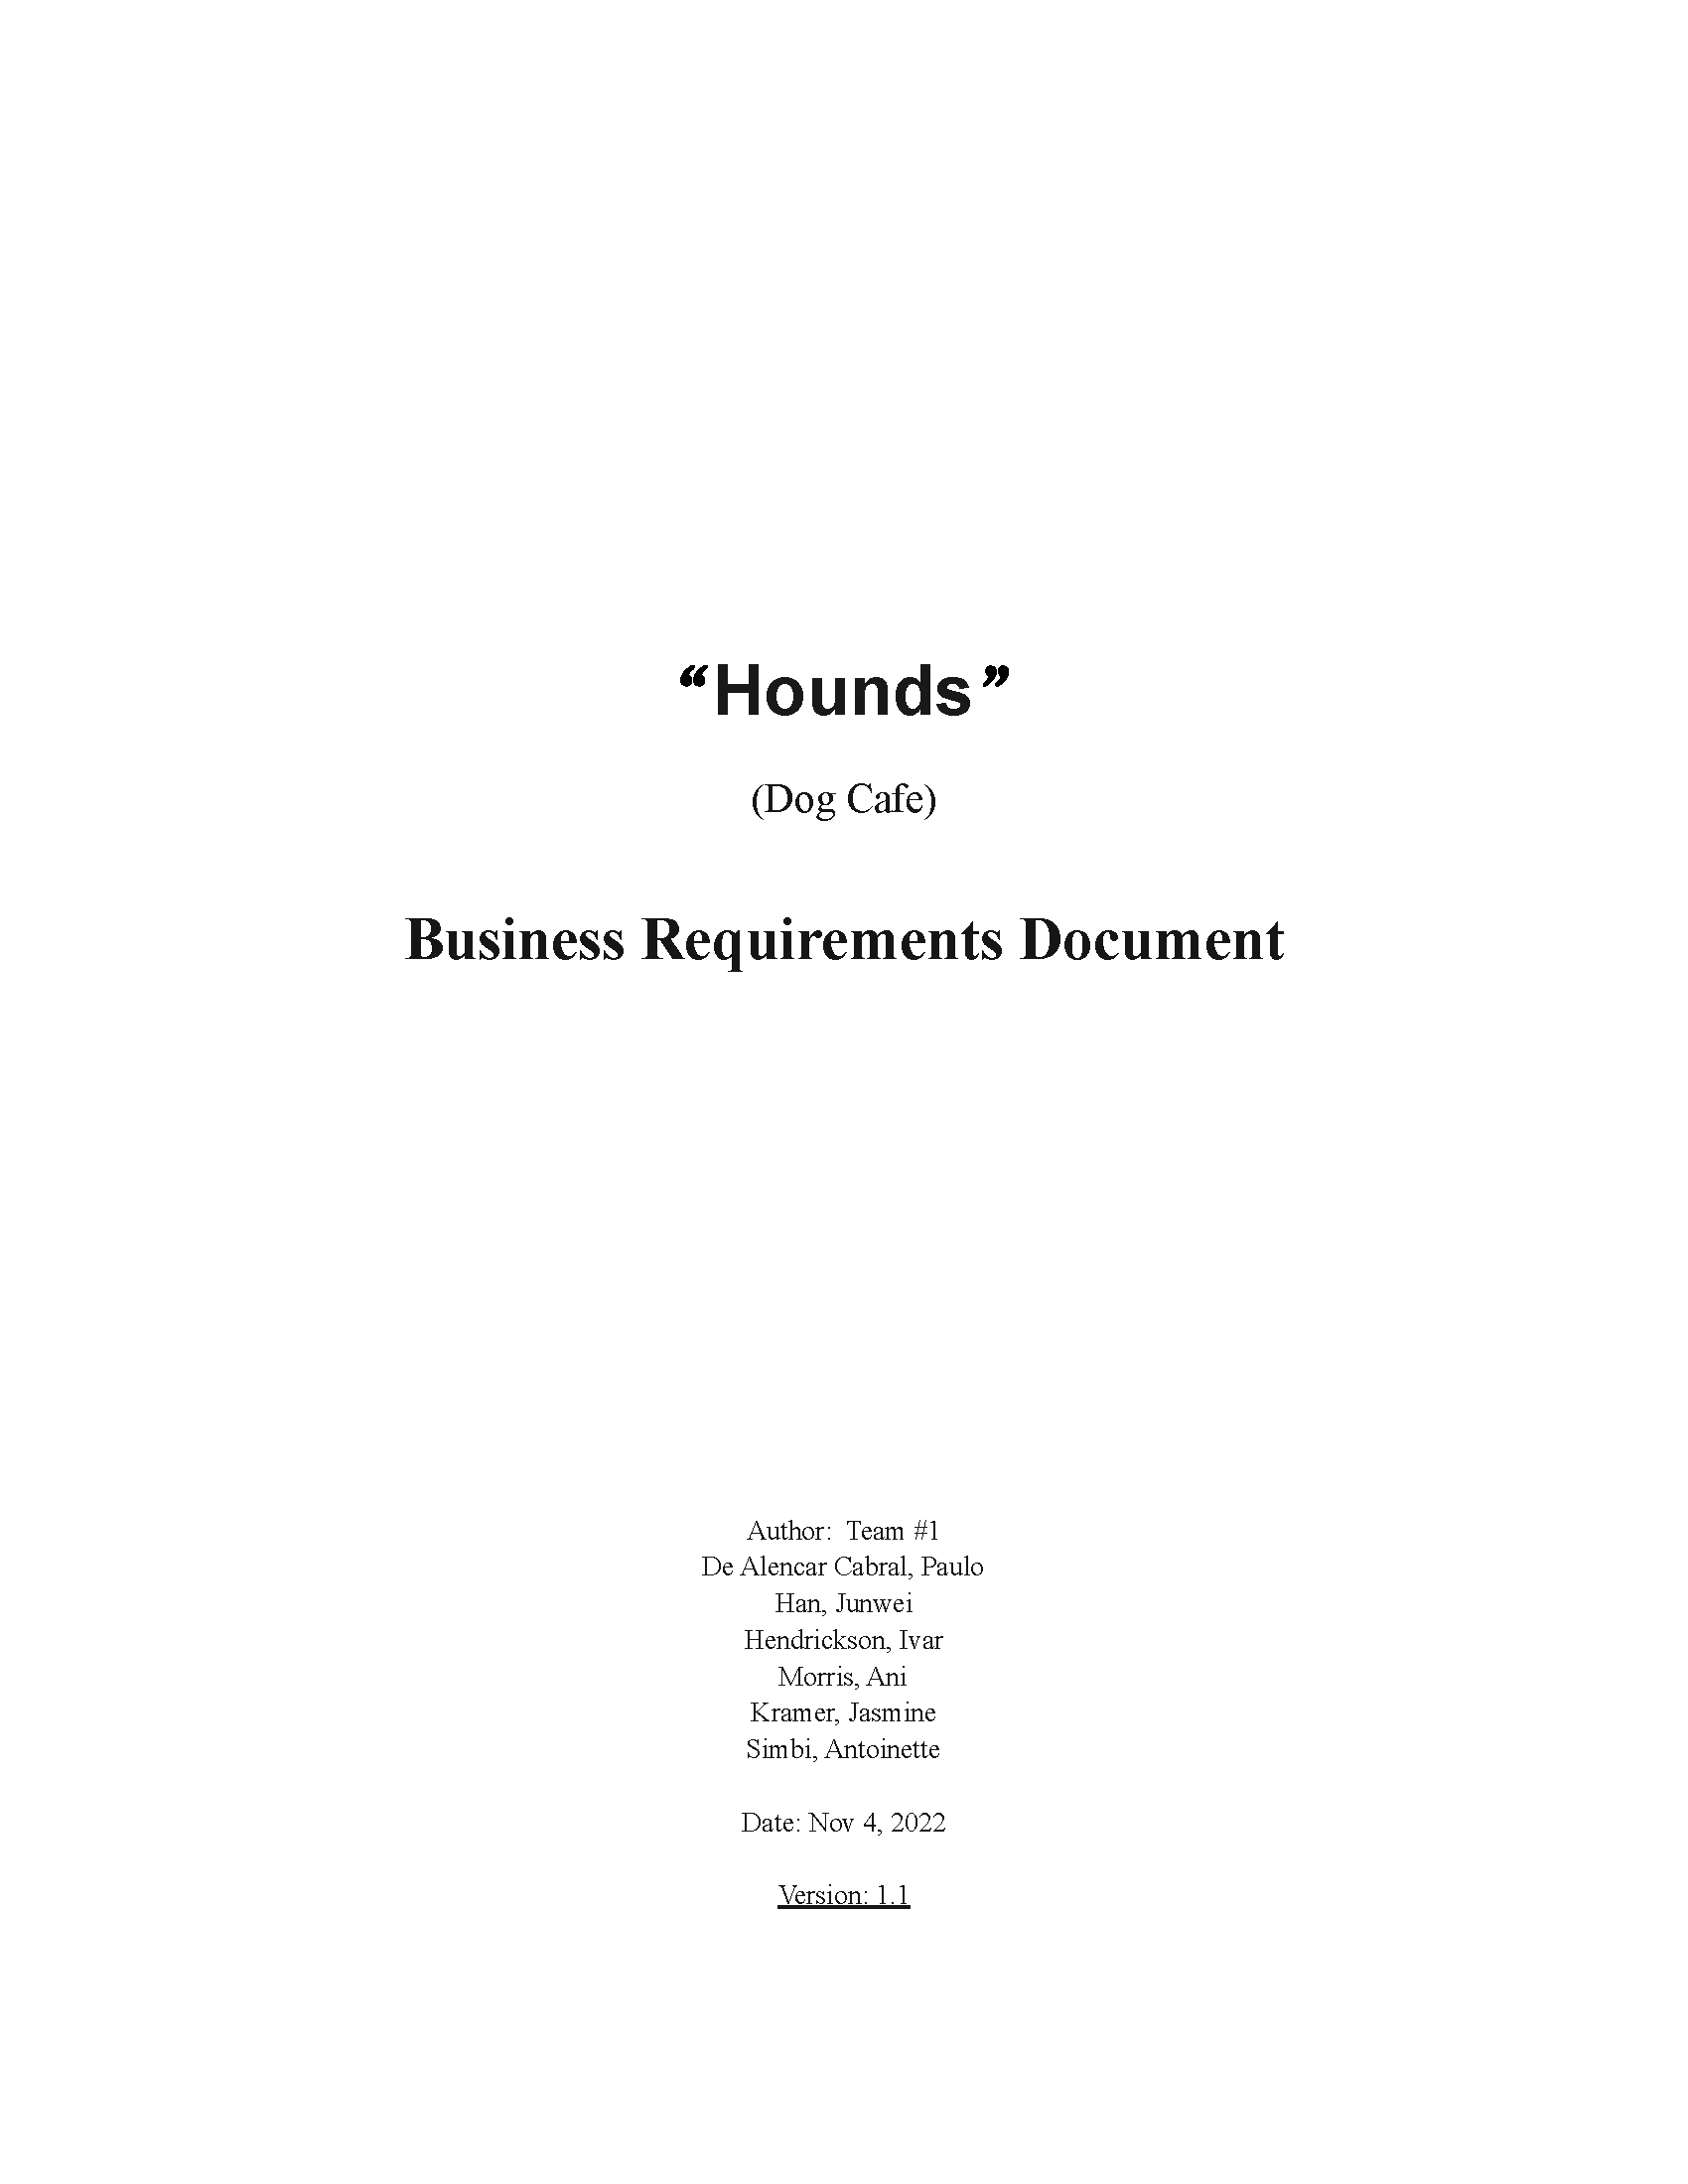 “Hounds”
(Dog Cafe)
Business Requirements Document
Author:  Team #1
De Alencar Cabral, Paulo
Han, Junwei
Hendrickson, Ivar
Morris, Ani
Kramer, Jasmine
Simbi, Antoinette
Date: Nov 4, 2022
Version: 1.1